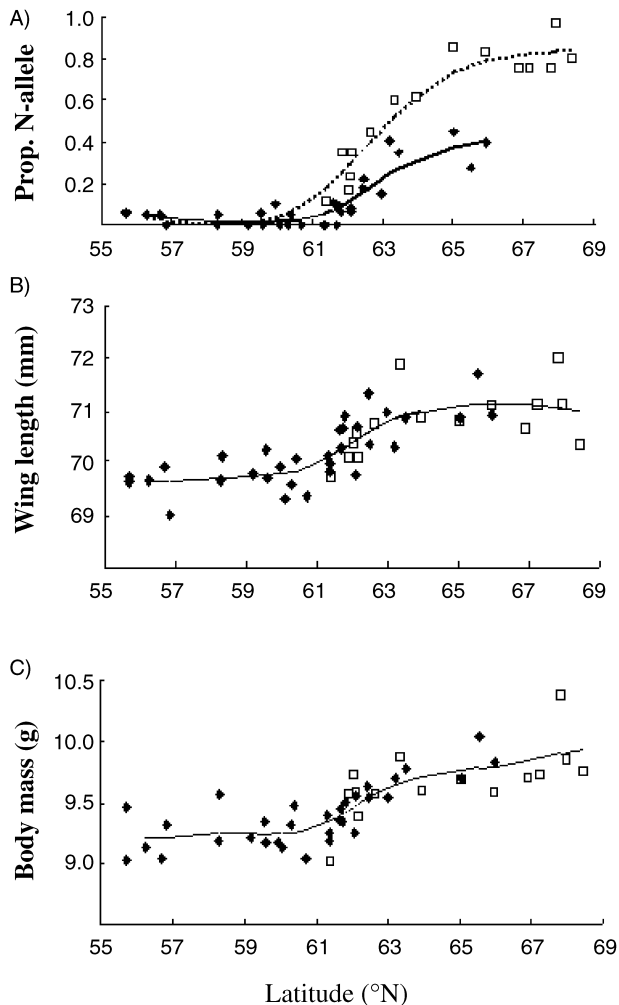 A)
Prop. N-allele
1.0
0.8
0.6
0.4
0.2
55 57 59 61 63 65 67 69
B)
Wing length (mm)
73
72
71
70
69
55 57 59 61 63 65 67 69
C)
Body mass (g)
10.5
10.0
9.5
9.0
55 57 59 61 63 65 67 69
Latitude (°N)